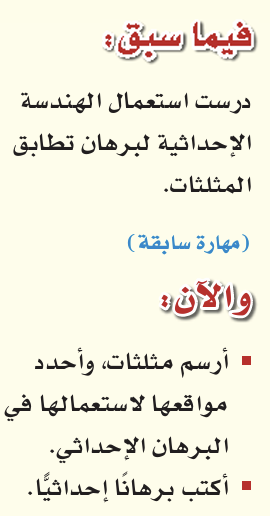 فيما سبق:
درست استعمال الهندسة
الإحداثية لبرهان تطابق
المثلثات.
(مهارة سابقة)
والآن:
▪ أرسم مثلثات، وأحدد
مواقعها لاستعمالها في
البرهان الإحداثي.
▪ أكتب برهانًا إحداثيًّا.